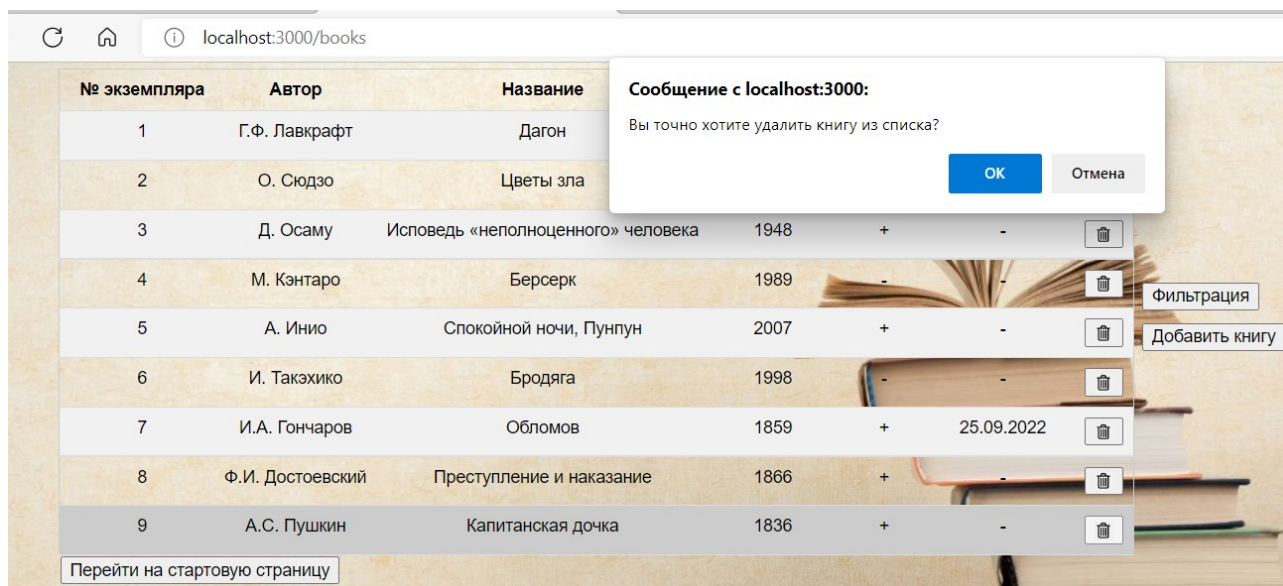 localhost:3000/books
№ экземпляра Автор Название
Сообщение с localhost:3000:
Вы точно хотите удалить книгу из списка?
OK Отмена
1 Г.Ф. Лавкрафт Дагон
2 О. Сюдзо Цветы зла
3 Д. Осаму Исповедь «неполноценного» человека 1948 + -
4 М. Кэнтаро Берсерк 1989 - -
5 А. Инио Спокойной ночи, Пунпун 2007 + -
6 И. Такэхико Бродяга 1998 - -
7 И.А. Гончаров Обломов 1859 + 25.09.2022
8 Ф.И. Достоевский Преступление и наказание 1866 + -
9 А.С. Пушкин Капитанская дочка 1836 + -
Фильтрация
Добавить книгу
Перейти на стартовую страницу